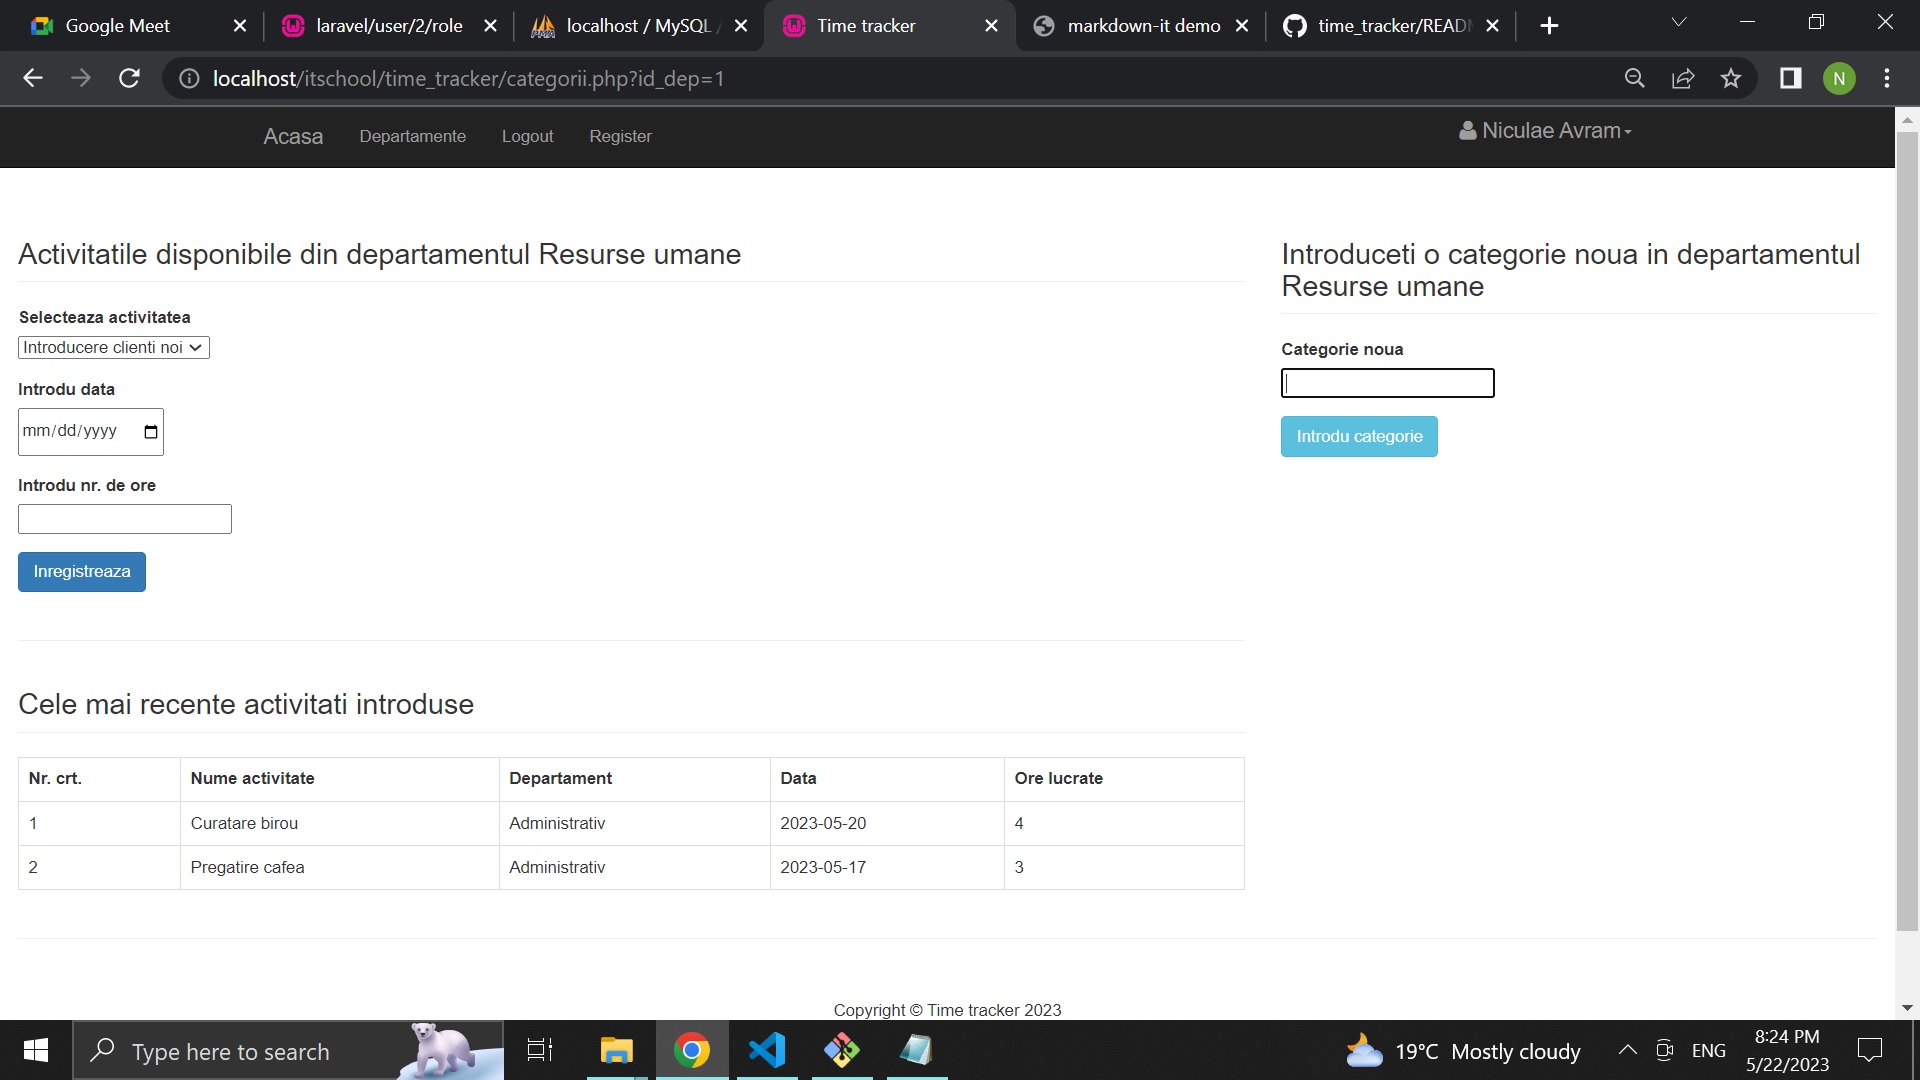 Google Meet
laravel/user/2/role
localhost / MySQL /
Time tracker
markdown-it demo
time_tracker/READ
localhost/itschool/time_tracker/categorii.php?id_dep=1
N
Acasa
Departamente
Logout
Register
Niculae Avram
Activitatile disponibile din departamentul Resurse umane
Selecteaza activitatea
Introducere clienti noi
Introdu data
mm/dd/yyyy
Introdu nr. de ore
Inregistreaza
Introduceti o categorie noua in departamentul
Resurse umane
Categorie noua
Introdu categorie
Cele mai recente activitati introduse
Nr. crt. Nume activitate Departament Data Ore lucrate
1 Curatare birou Administrativ 2023-05-20 4
2 Pregatire cafea Administrativ 2023-05-17 3
Copyright © Time tracker 2023
Type here to search
19°C Mostly cloudy
ENG
8:24 PM
5/22/2023